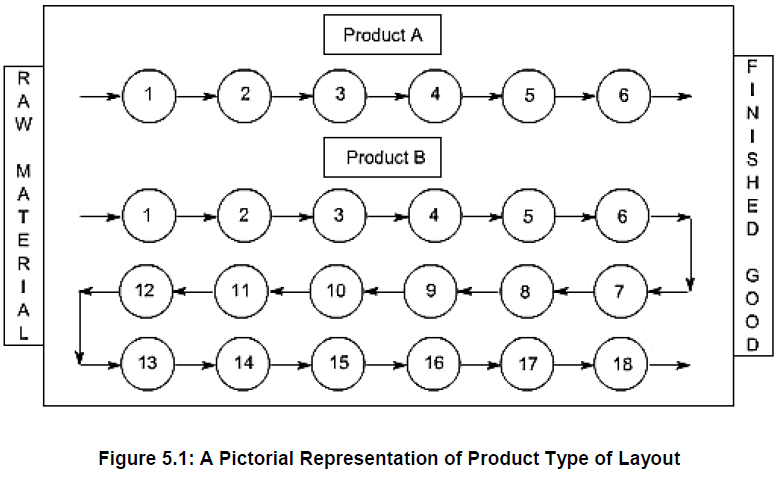 Product A
RAW MATERIAL
FINISHED GOOD
1 2 3 4 5 6
Product B
1 2 3 4 5 6
12 11 10 9 8 7
13 14 15 16 17 18
Figure 5.1: A Pictorial Representation of Product Type of Layout